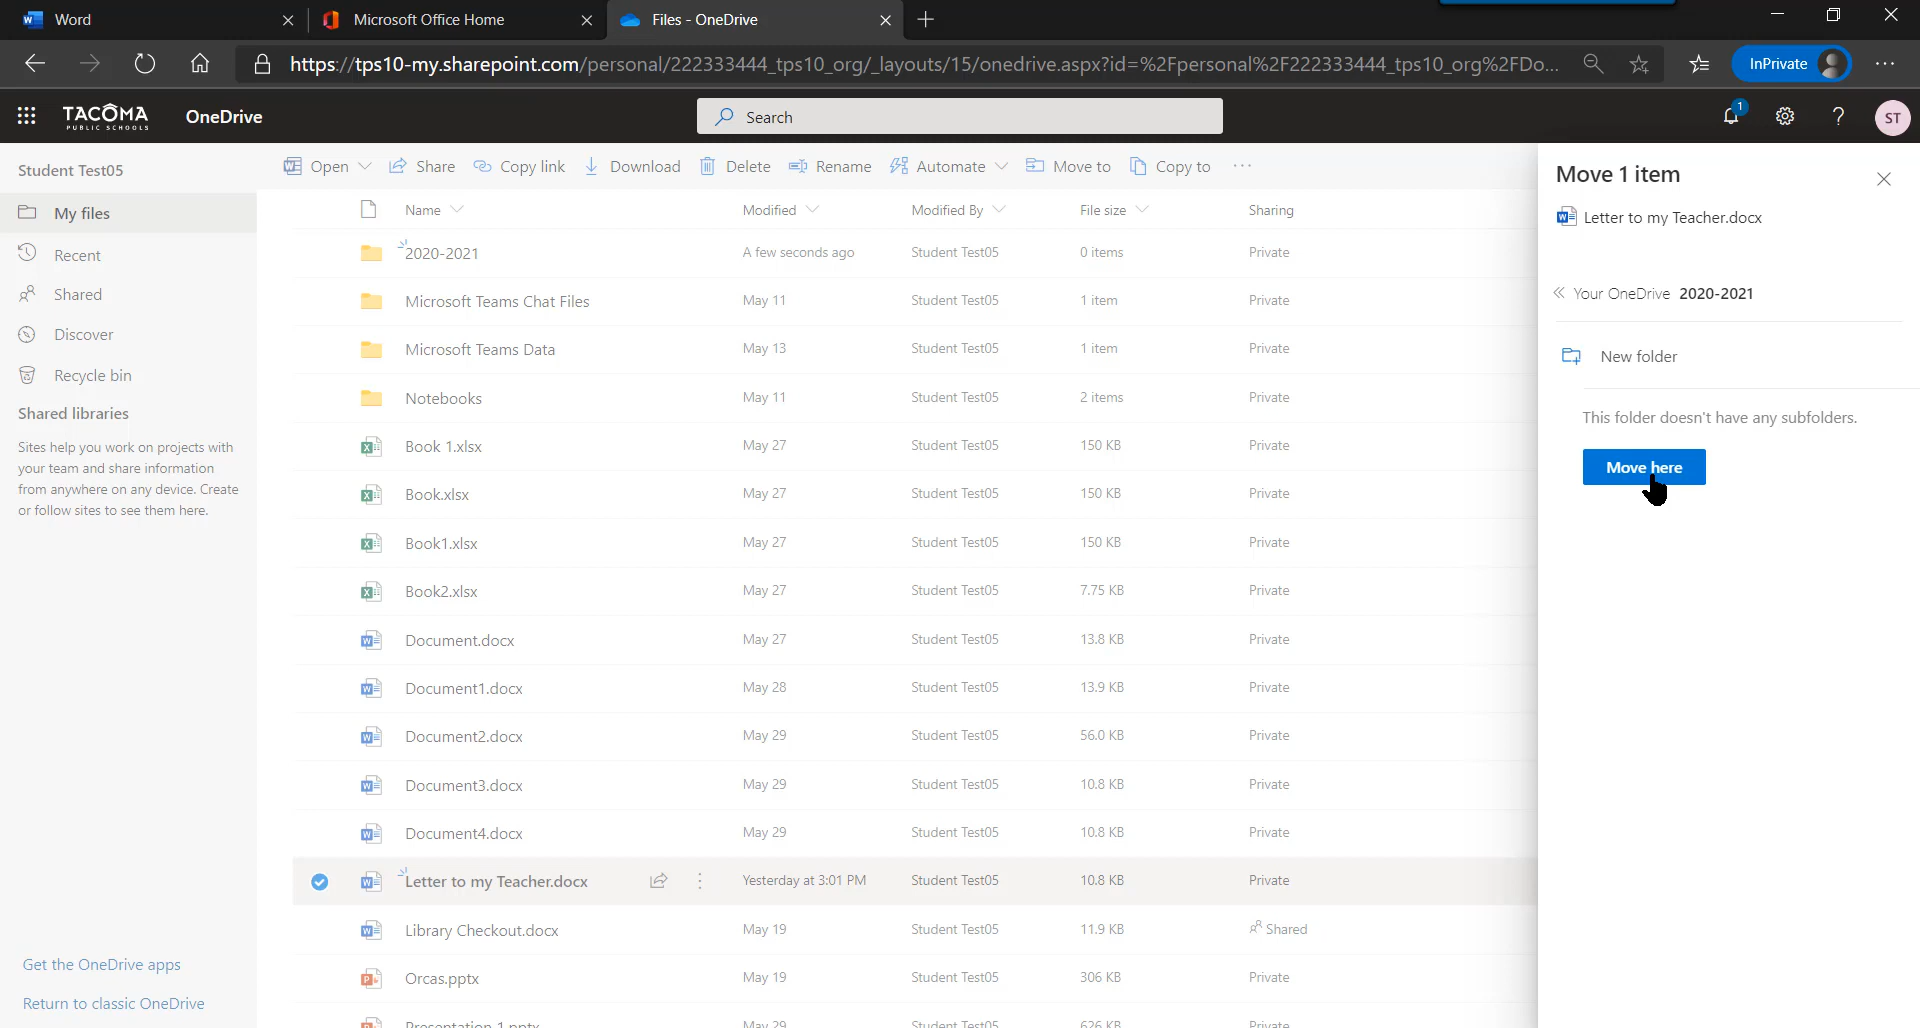 Word
Microsoft Office Home
Files - OneDrive
https://tps10-my.sharepoint.com/personal/222333444_tps10_org/_layouts/15/onedrive.aspx?id=%2Fpersonal%2F222333444_tps10_org%2FDo...
InPrivate
TACOMA
PUBLIC SCHOOLS
OneDrive
Search
1
?
ST
Student Test05
My files
Recent
Shared
Discover
Recycle bin
Shared libraries
Sites help you work on projects with
your team and share information
from anywhere on any device. Create
or follow sites to see them here.
Get the OneDrive apps
Return to classic OneDrive
Open Share Copy link Download Delete Rename Automate Move to Copy to ...
Name Modified Modified By File size Sharing
2020-2021 A few seconds ago Student Test05 0 items Private
Microsoft Teams Chat Files May 11 Student Test05 1 item Private
Microsoft Teams Data May 13 Student Test05 1 item Private
Notebooks May 11 Student Test05 2 items Private
Book 1.xlsx May 27 Student Test05 150 KB Private
Book.xlsx May 27 Student Test05 150 KB Private
Book1.xlsx May 27 Student Test05 150 KB Private
Book2.xlsx May 27 Student Test05 7.75 KB Private
Document.docx May 27 Student Test05 13.8 KB Private
Document1.docx May 28 Student Test05 13.9 KB Private
Document2.docx May 29 Student Test05 56.0 KB Private
Document3.docx May 29 Student Test05 10.8 KB Private
Document4.docx May 29 Student Test05 10.8 KB Private
Letter to my Teacher.docx Yesterday at 3:01 PM Student Test05 10.8 KB Private
Library Checkout.docx May 19 Student Test05 11.9 KB Shared
Orcas.pptx May 19 Student Test05 306 KB Private
Presentation 1.pptx May 29 Student Test05 626 KB Private
Move 1 item
Letter to my Teacher.docx
Your OneDrive 2020-2021
New folder
This folder doesn't have any subfolders.
Move here